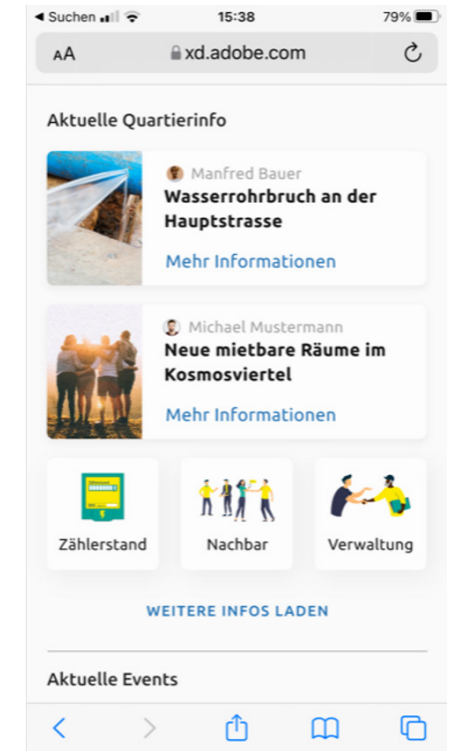 Suchen
15:38
79%
AA
xd.adobe.com
Aktuelle Quartierinfo
Manfred Bauer
Wasserrohrbruch an der
Hauptstrasse
Mehr Informationen
Michael Mustermann
Neue mietbare Räume im
Kosmosviertel
Mehr Informationen
Zählerstand
Nachbar
Verwaltung
WEITERE INFOS LADEN
Aktuelle Events